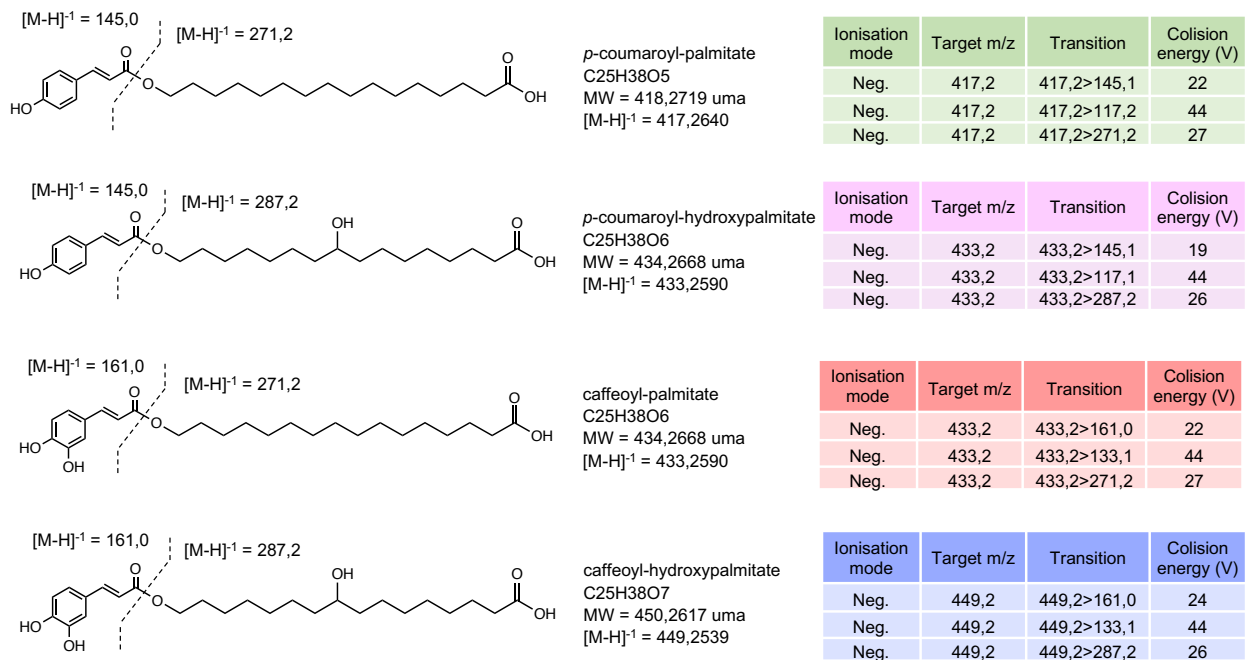 [M-H]-1 = 145,0
[M-H]-1 = 271,2
O
O
HO
O
OH
p-coumaroyl-palmitate
C25H38O5
MW = 418,2719 uma
[M-H]-1 = 417,2640
Ionisation mode Target m/z Transition Colision energy (V)
Neg. 417,2 417,2>145,1 22
Neg. 417,2 417,2>117,2 44
Neg. 417,2 417,2>271,2 27
[M-H]-1 = 145,0
[M-H]-1 = 287,2
O
O
HO
OH
O
OH
p-coumaroyl-hydroxypalmitate
C25H38O6
MW = 434,2668 uma
[M-H]-1 = 433,2590
Ionisation mode Target m/z Transition Colision energy (V)
Neg. 433,2 433,2>145,1 19
Neg. 433,2 433,2>117,1 44
Neg. 433,2 433,2>287,2 26
[M-H]-1 = 161,0
[M-H]-1 = 271,2
O
O
HO
OH
O
OH
caffeoyl-palmitate
C25H38O6
MW = 434,2668 uma
[M-H]-1 = 433,2590
Ionisation mode Target m/z Transition Colision energy (V)
Neg. 433,2 433,2>161,0 22
Neg. 433,2 433,2>133,1 44
Neg. 433,2 433,2>271,2 27
[M-H]-1 = 161,0
[M-H]-1 = 287,2
O
O
HO
OH
OH
O
OH
caffeoyl-hydroxypalmitate
C25H38O7
MW = 450,2617 uma
[M-H]-1 = 449,2539
Ionisation mode Target m/z Transition Colision energy (V)
Neg. 449,2 449,2>161,0 24
Neg. 449,2 449,2>133,1 44
Neg. 449,2 449,2>287,2 26